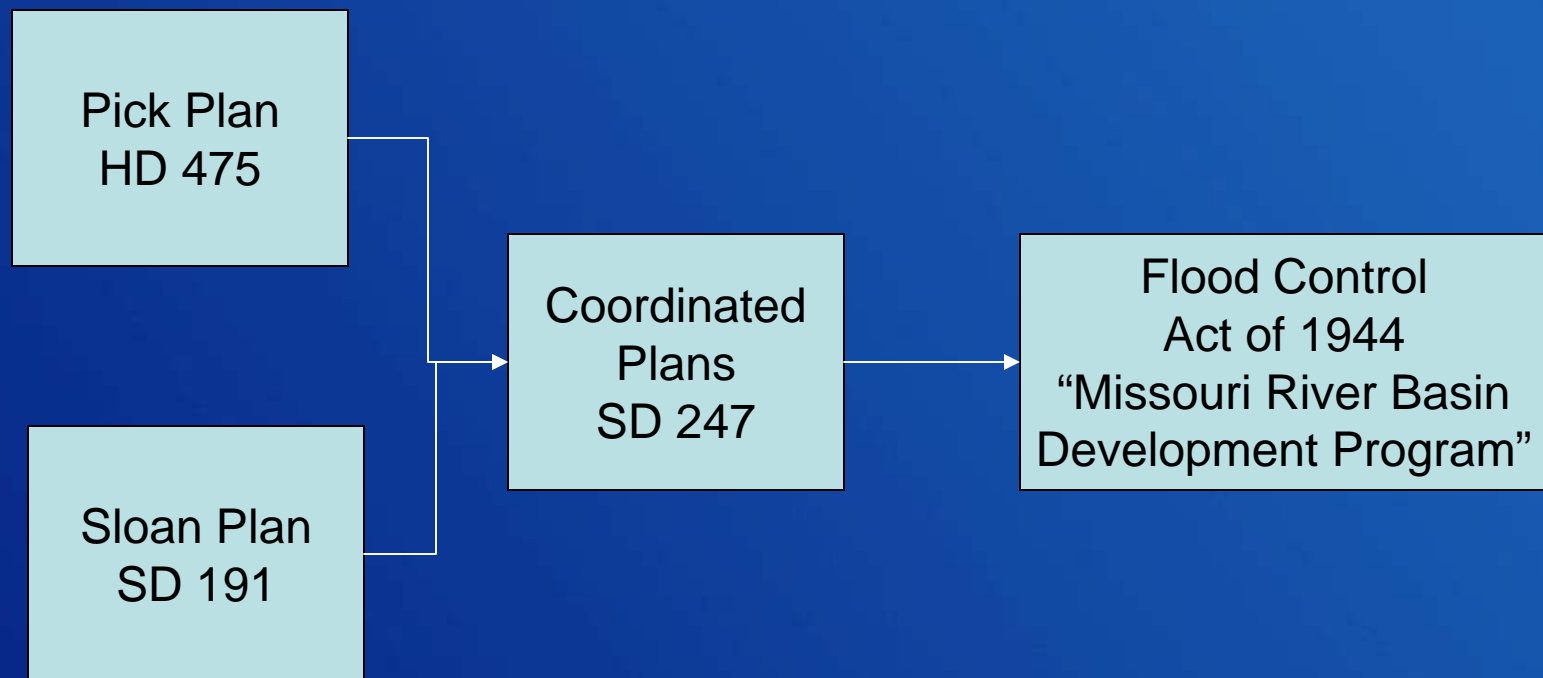 Pick Plan
HD 475
Sloan Plan
SD 191
Coordinated
Plans
SD 247
Flood Control
Act of 1944
“Missouri River Basin
Development Program”